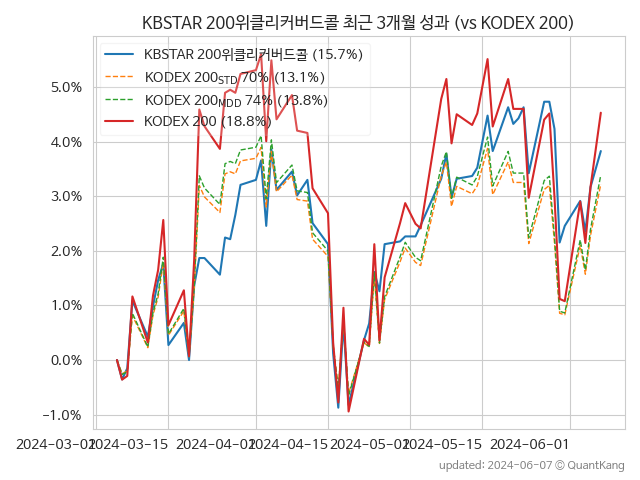 KBSTAR 200위클리커버드콜 최근 3개월 성과 (vs KODEX 200)
KBSTAR 200위클리커버드콜 (15.7%)
KODEX 200STD 70% (13.1%)
KODEX 200MDD 74% (13.8%)
KODEX 200 (18.8%)
5.0%
4.0%
3.0%
2.0%
1.0%
0.0%
−1.0%
2024-03-01 2024-03-15 2024-04-01 2024-04-15 2024-05-01 2024-05-15 2024-06-01
updated: 2024-06-07 © QuantKang